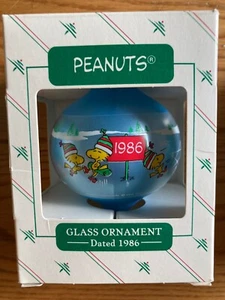 PEANUTS®
1986
GLASS ORNAMENT
Dated 1986